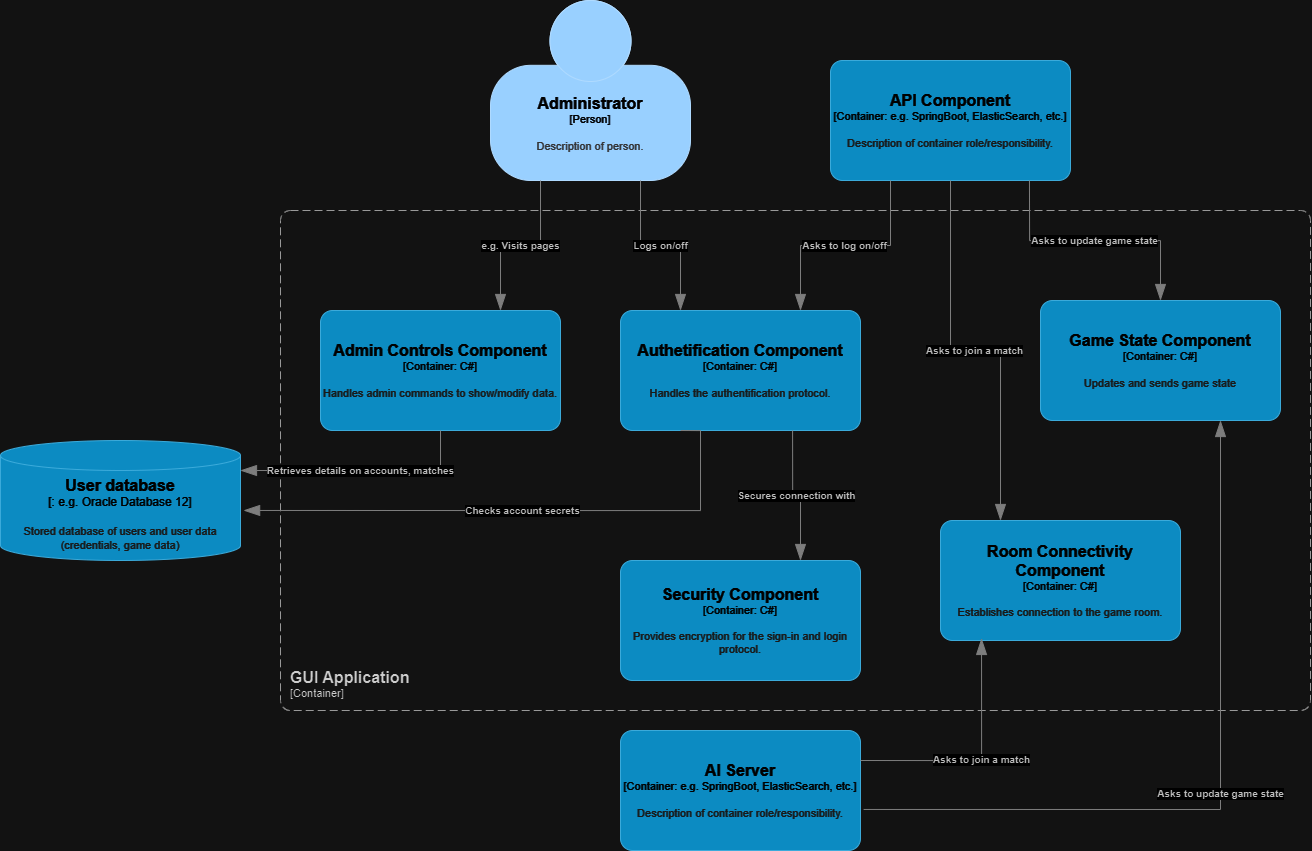 Administrator
[Person]
Description of person.
API Component
[Container: e.g. SpringBoot, ElasticSearch, etc.]
Description of container role/responsibility.
e.g. Visits pages
Logs on/off
Asks to log on/off
Asks to update game state
Admin Controls Component
[Container: C#]
Handles admin commands to show/modify data.
Authetification Component
[Container: C#]
Handles the authentification protocol.
Asks to join a match
Game State Component
[Container: C#]
Updates and sends game state
User database
[: e.g. Oracle Database 12]
Stored database of users and user data
(credentials, game data)
Retrieves details on accounts, matches
Checks account secrets
Secures connection with
Security Component
[Container: C#]
Provides encryption for the sign-in and login
protocol.
Room Connectivity
Component
[Container: C#]
Establishes connection to the game room.
GUI Application
[Container]
AI Server
[Container: e.g. SpringBoot, ElasticSearch, etc.]
Description of container role/responsibility.
Asks to join a match
Asks to update game state